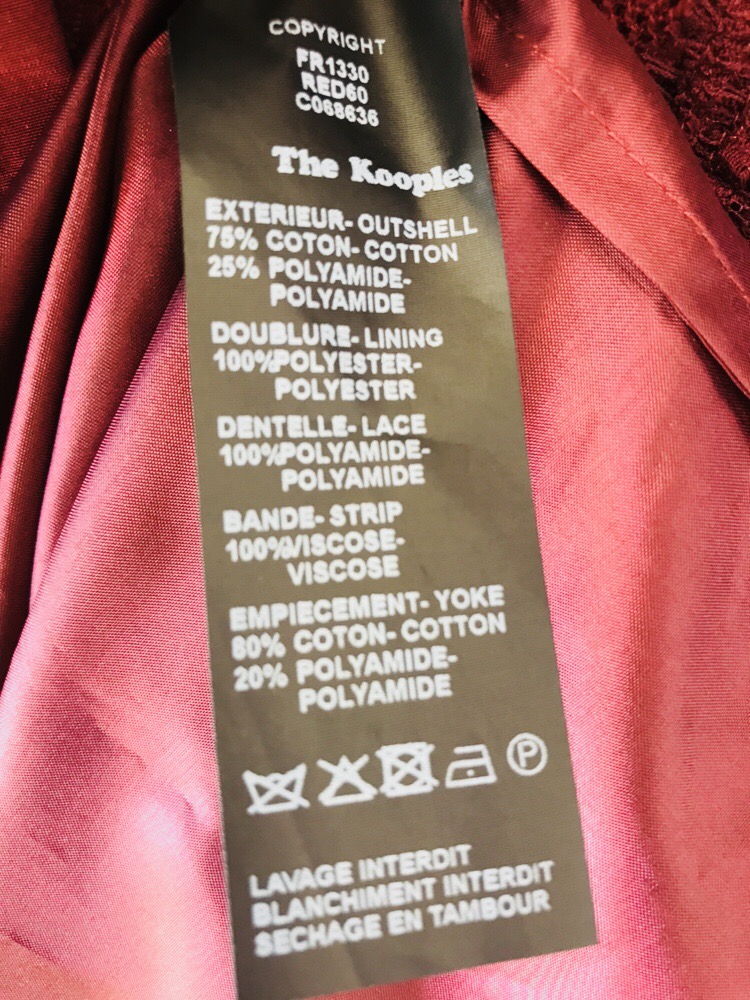 COPYRIGHT
FR1330
RED60
C068636
The Kooples
EXTERIEUR- OUTSHELL
75% COTON- COTTON
25% POLYAMIDE-
POLYAMIDE
DOUBLURE- LINING
100%POLYESTER-
POLYESTER
DENTELLE- LACE
100%POLYAMIDE-
POLYAMIDE
BANDE- STRIP
100%VISCOSE-
VISCOSE
EMPIECEMENT- YOKE
80% COTON- COTTON
20% POLYAMIDE-
POLYAMIDE
P
LAVAGE INTERDIT
BLANCHIMENT INTERDIT
SECHAGE EN TAMBOUR